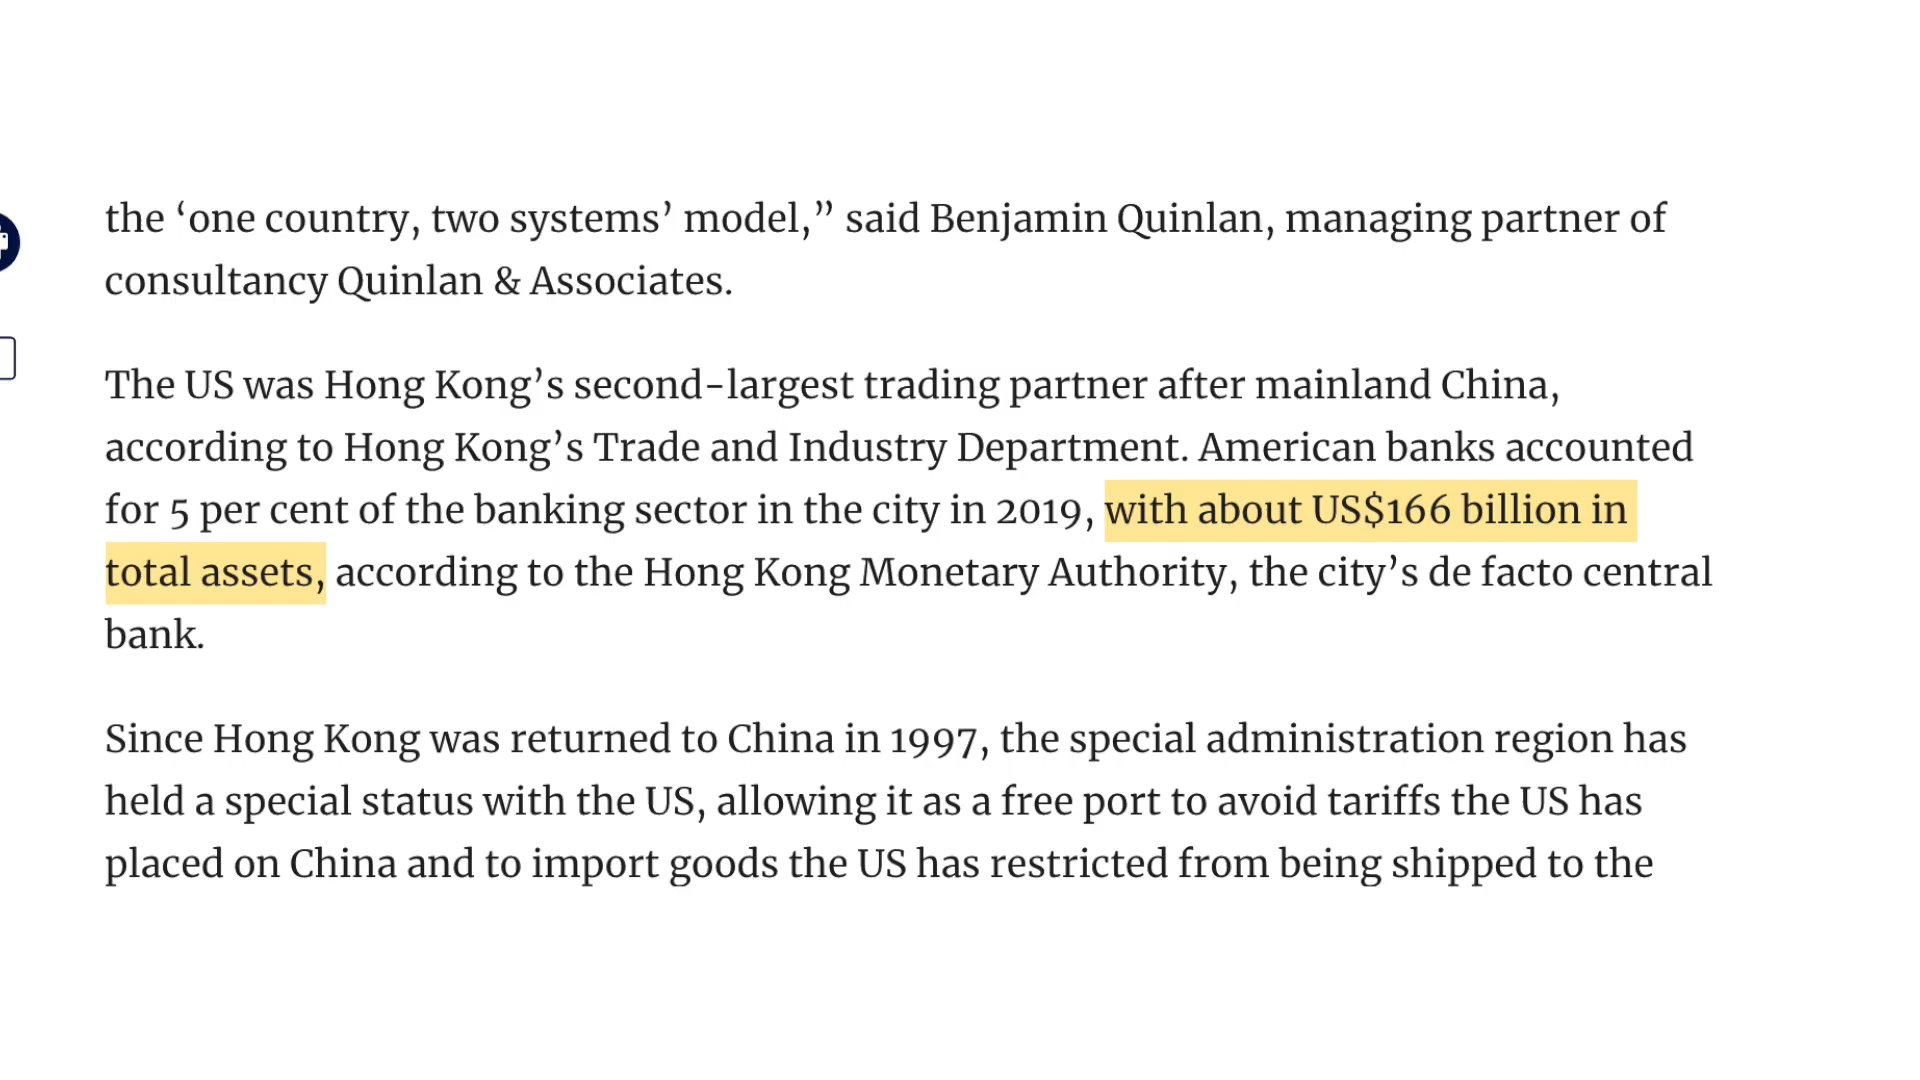 the ‘one country, two systems’ model,” said Benjamin Quinlan, managing partner of
consultancy Quinlan & Associates.
The US was Hong Kong’s second-largest trading partner after mainland China,
according to Hong Kong’s Trade and Industry Department. American banks accounted
for 5 per cent of the banking sector in the city in 2019, with about US$166 billion in
total assets, according to the Hong Kong Monetary Authority, the city’s de facto central
bank.
Since Hong Kong was returned to China in 1997, the special administration region has
held a special status with the US, allowing it as a free port to avoid tariffs the US has
placed on China and to import goods the US has restricted from being shipped to the